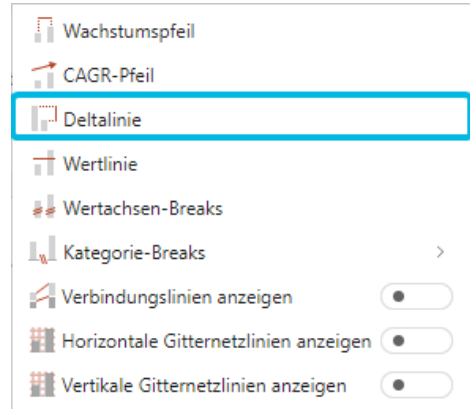 Wachstumspfeil
CAGR-Pfeil
Deltalinie
Wertlinie
Wertachsen-Breaks
Kategorie-Breaks
Verbindungslinien anzeigen
Horizontale Gitternetzlinien anzeigen
Vertikale Gitternetzlinien anzeigen